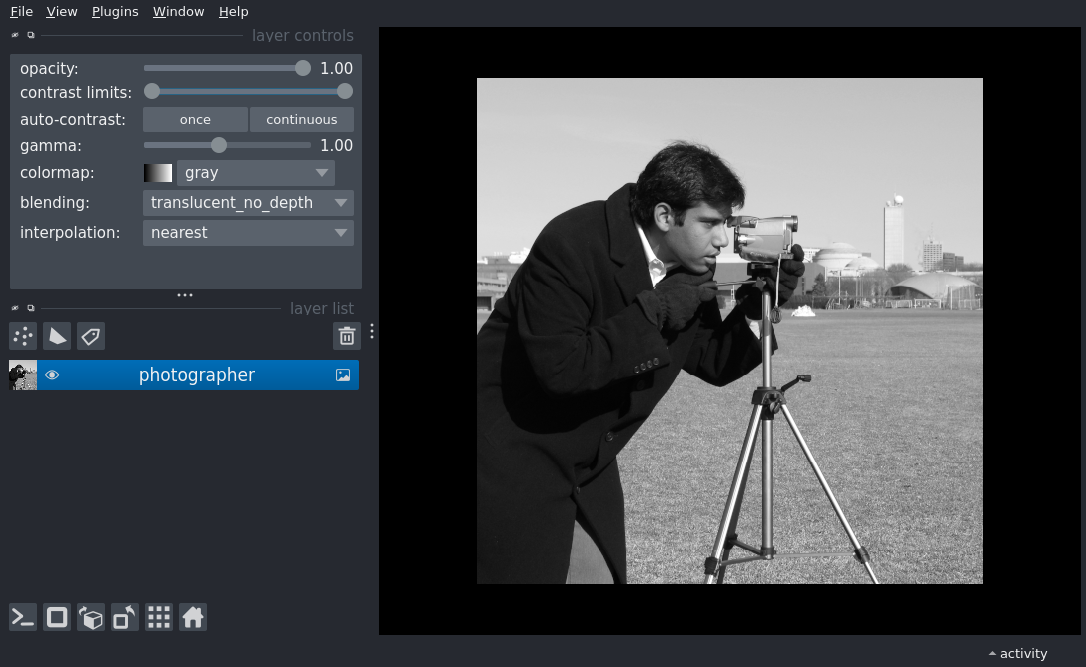 File View Plugins Window Help
layer controls
opacity: 1.00
contrast limits:
auto-contrast: once continuous
gamma: 1.00
colormap: gray
blending: translucent_no_depth
interpolation: nearest
layer list
photographer
activity